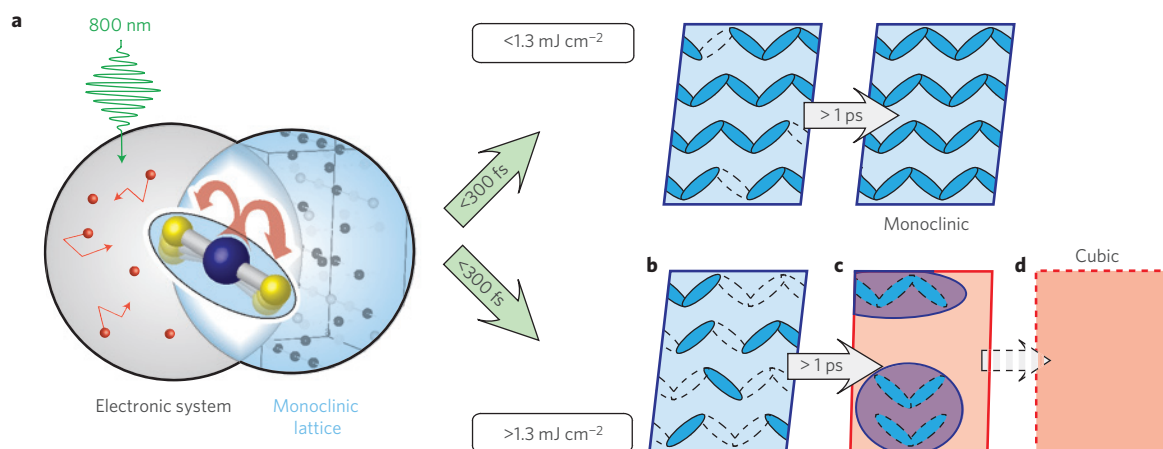 a
800 nm
<1.3 mJ cm⁻²
<300 fs
> 1 ps
Monoclinic
<300 fs
b
c
d
Cubic
> 1 ps
Electronic system
Monoclinic
lattice
>1.3 mJ cm⁻²